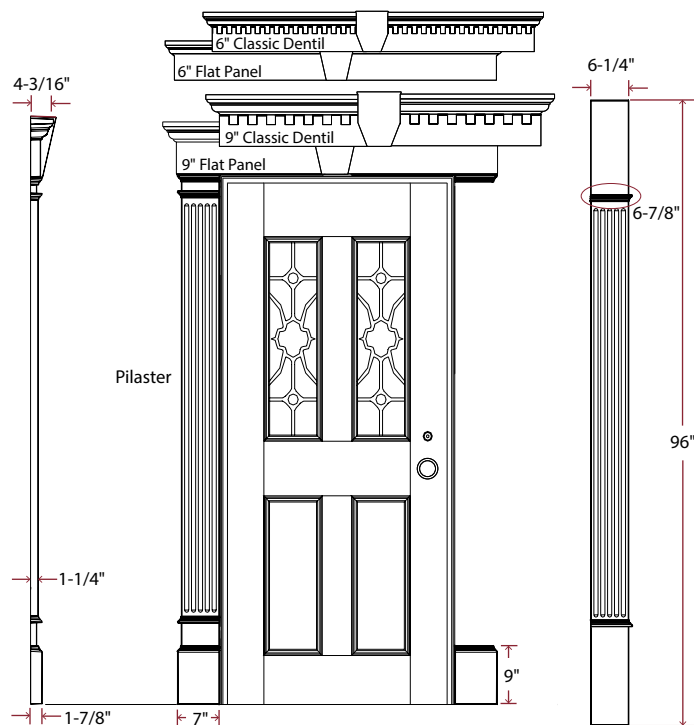 6" Classic Dentil
6" Flat Panel
4-3/16"
6-1/4"
9" Classic Dentil
9" Flat Panel
6-7/8"
Pilaster
96"
1-1/4"
9"
1-7/8"
7"